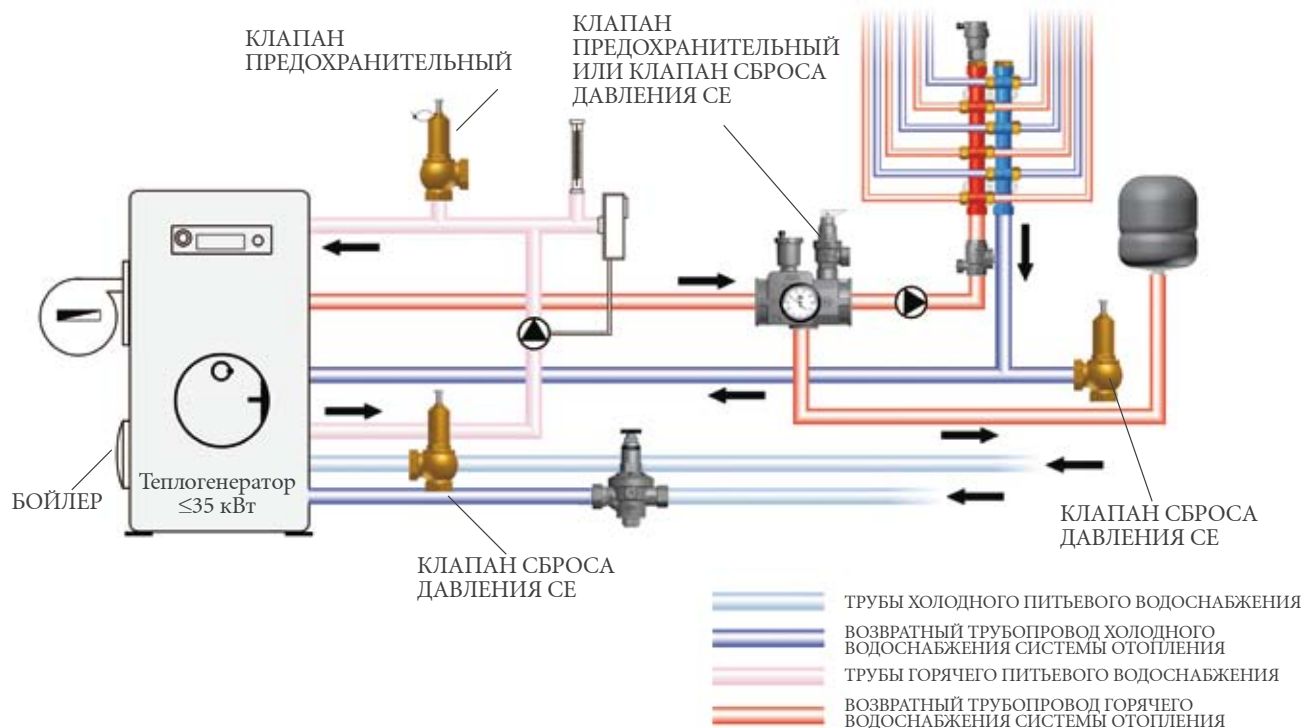 КЛАПАН
ПРЕДОХРАНИТЕЛЬНЫЙ
КЛАПАН
ПРЕДОХРАНИТЕЛЬНЫЙ
ИЛИ КЛАПАН СБРОСА
ДАВЛЕНИЯ CE
БОЙЛЕР
Теплогенератор
≤35 кВт
КЛАПАН СБРОСА
ДАВЛЕНИЯ CE
КЛАПАН СБРОСА
ДАВЛЕНИЯ CE
ТРУБЫ ХОЛОДНОГО ПИТЬЕВОГО ВОДОСНАБЖЕНИЯ
ВОЗВРАТНЫЙ ТРУБОПРОВОД ХОЛОДНОГО
ВОДОСНАБЖЕНИЯ СИСТЕМЫ ОТОПЛЕНИЯ
ТРУБЫ ГОРЯЧЕГО ПИТЬЕВОГО ВОДОСНАБЖЕНИЯ
ВОЗВРАТНЫЙ ТРУБОПРОВОД ГОРЯЧЕГО
ВОДОСНАБЖЕНИЯ СИСТЕМЫ ОТОПЛЕНИЯ